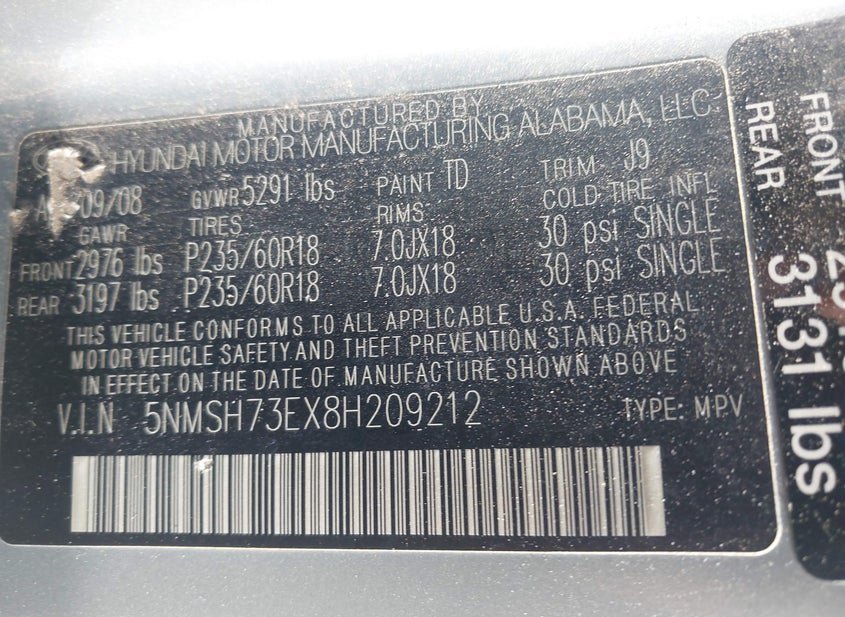 MANUFACTURED BY
HYUNDAI MOTOR MANUFACTURING ALABAMA, LLC
09/08 GVWR 5291 lbs PAINT TD TRIM J9
GAWR TIRES RIMS COLD TIRE INFL
FRONT 2976 lbs P235/60R18 7.0JX18 30 psi SINGLE
REAR 3197 lbs P235/60R18 7.0JX18 30 psi SINGLE
THIS VEHICLE CONFORMS TO ALL APPLICABLE U.S.A. FEDERAL
MOTOR VEHICLE SAFETY AND THEFT PREVENTION STANDARDS
IN EFFECT ON THE DATE OF MANUFACTURE SHOWN ABOVE
V.I.N 5NMSH73EX8H209212 TYPE: MPV
FRONT
REAR 3131 lbs